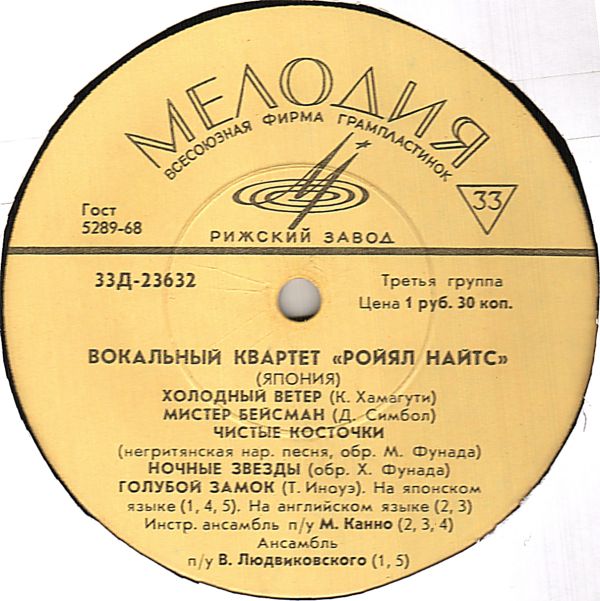 МЕЛОДИЯ
ВСЕСОЮЗНАЯ ФИРМА ГРАМПЛАСТИНОК
33
Гост
5289-68
РИЖСКИЙ ЗАВОД
33Д-23632
Третья группа
Цена 1 руб. 30 коп.
ВОКАЛЬНЫЙ КВАРТЕТ «РОЙЯЛ НАЙТС»
(ЯПОНИЯ)
ХОЛОДНЫЙ ВЕТЕР (К. Хамагути)
МИСТЕР БЕЙСМАН (Д. Симбол)
ЧИСТЫЕ КОСТОЧКИ
(негритянская нар. песня, обр. М. Фунада)
НОЧНЫЕ ЗВЕЗДЫ (обр. Х. Фунада)
ГОЛУБОЙ ЗАМОК (Т. Иноуэ). На японском
языке (1, 4, 5). На английском языке (2, 3)
Инстр. ансамбль п/у М. Канно (2, 3, 4)
Ансамбль
п/у В. Людвиковского (1, 5)